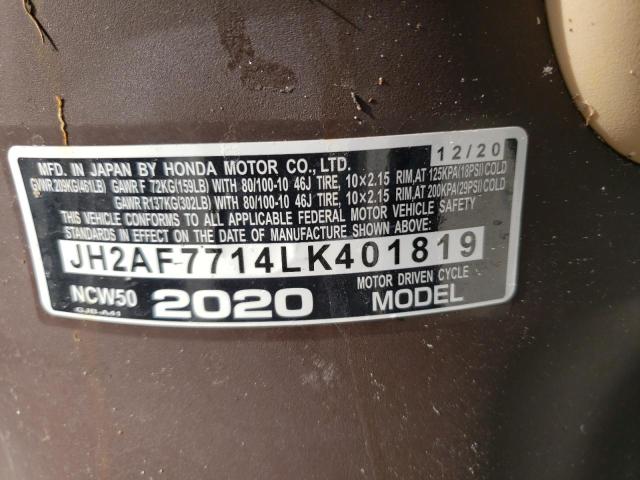 12/20
MFD. IN JAPAN BY HONDA MOTOR CO., LTD.
GVWR 209KG(461LB) GAWR F 72KG(159LB) WITH 80/100-10 46J TIRE, 10×2.15 RIM, AT 125KPA(18PSI) COLD
GAWR R137KG(302LB) WITH 80/100-10 46J TIRE, 10×2.15 RIM, AT 200KPA(29PSI) COLD
THIS VEHICLE CONFORMS TO ALL APPLICABLE FEDERAL MOTOR VEHICLE SAFETY
STANDARDS IN EFFECT ON THE DATE OF MANUFACTURE SHOWN ABOVE.
JH2AF7714LK401819
NCW50 2020 MOTOR DRIVEN CYCLE
GJB-A41 MODEL